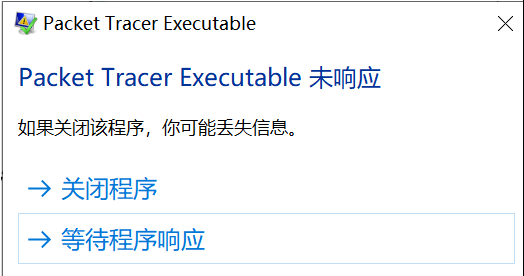 Packet Tracer Executable
Packet Tracer Executable 未响应
如果关闭该程序，你可能丢失信息。
→ 关闭程序
→ 等待程序响应